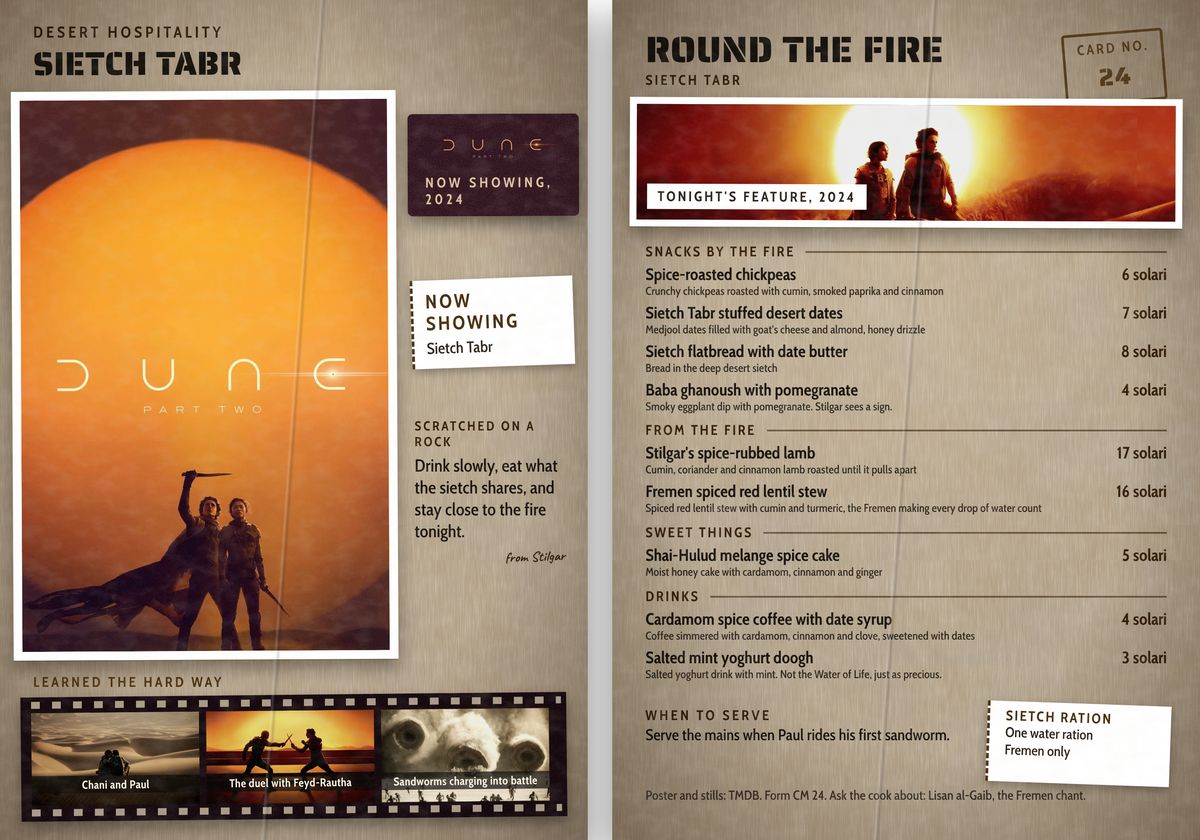 DESERT HOSPITALITY
SIETCH TABR
DUNE
PART TWO
DUNE
PART TWO
NOW SHOWING,
2024
NOW
SHOWING
Sietch Tabr
SCRATCHED ON A
ROCK
Drink slowly, eat what
the sietch shares, and
stay close to the fire
tonight.
from Stilgar
LEARNED THE HARD WAY
Chani and Paul
The duel with Feyd-Rautha
Sandworms charging into battle
ROUND THE FIRE
SIETCH TABR
CARD NO.
24
TONIGHT'S FEATURE, 2024
SNACKS BY THE FIRE
Spice-roasted chickpeas 6 solari
Crunchy chickpeas roasted with cumin, smoked paprika and cinnamon
Sietch Tabr stuffed desert dates 7 solari
Medjool dates filled with goat's cheese and almond, honey drizzle
Sietch flatbread with date butter 8 solari
Bread in the deep desert sietch
Baba ghanoush with pomegranate 4 solari
Smoky eggplant dip with pomegranate. Stilgar sees a sign.
FROM THE FIRE
Stilgar's spice-rubbed lamb 17 solari
Cumin, coriander and cinnamon lamb roasted until it pulls apart
Fremen spiced red lentil stew 16 solari
Spiced red lentil stew with cumin and turmeric, the Fremen making every drop of water count
SWEET THINGS
Shai-Hulud melange spice cake 5 solari
Moist honey cake with cardamom, cinnamon and ginger
DRINKS
Cardamom spice coffee with date syrup 4 solari
Coffee simmered with cardamom, cinnamon and clove, sweetened with dates
Salted mint yoghurt doogh 3 solari
Salted yoghurt drink with mint. Not the Water of Life, just as precious.
WHEN TO SERVE
Serve the mains when Paul rides his first sandworm.
SIETCH RATION
One water ration
Fremen only
Poster and stills: TMDB. Form CM 24. Ask the cook about: Lisan al-Gaib, the Fremen chant.